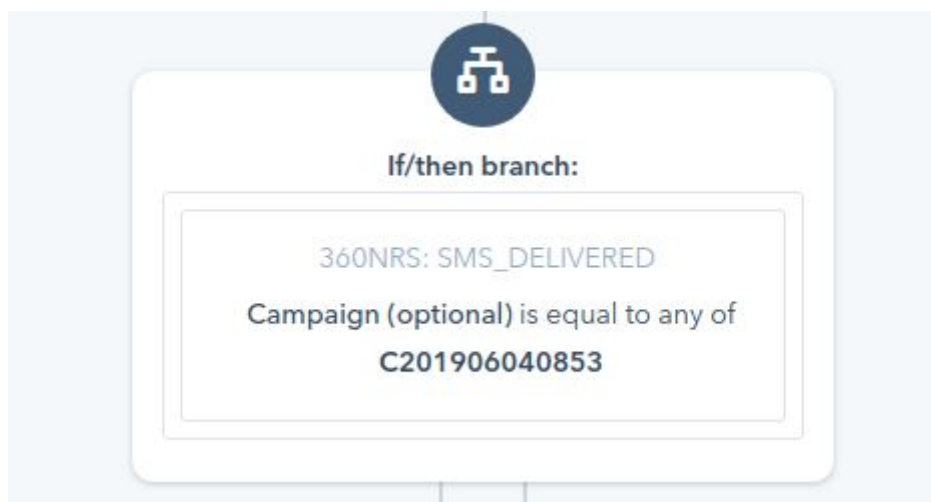 If/then branch:
360NRS: SMS_DELIVERED
Campaign (optional) is equal to any of
C201906040853